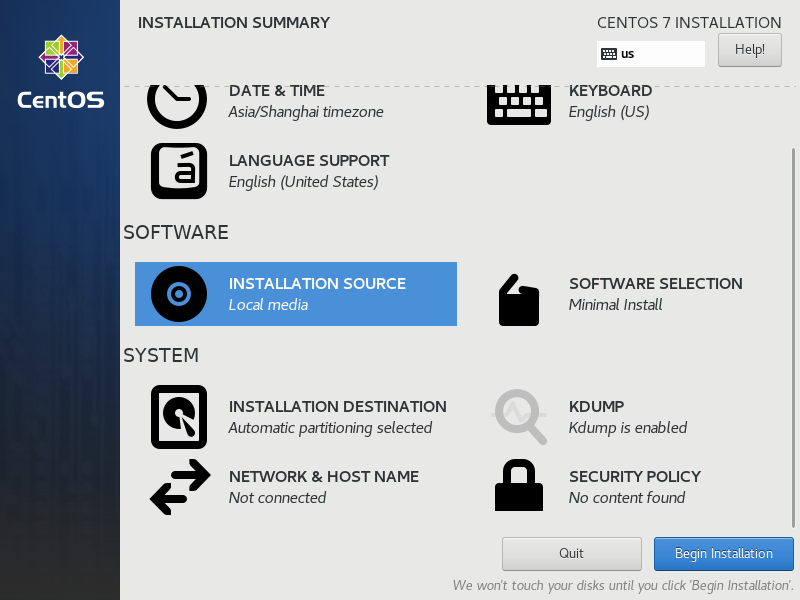 INSTALLATION SUMMARY
CENTOS 7 INSTALLATION
us
Help!
CentOS
DATE & TIME
Asia/Shanghai timezone
KEYBOARD
English (US)
á
LANGUAGE SUPPORT
English (United States)
SOFTWARE
INSTALLATION SOURCE
Local media
SOFTWARE SELECTION
Minimal Install
SYSTEM
INSTALLATION DESTINATION
Automatic partitioning selected
KDUMP
Kdump is enabled
NETWORK & HOST NAME
Not connected
SECURITY POLICY
No content found
Quit
Begin Installation
We won't touch your disks until you click 'Begin Installation'.